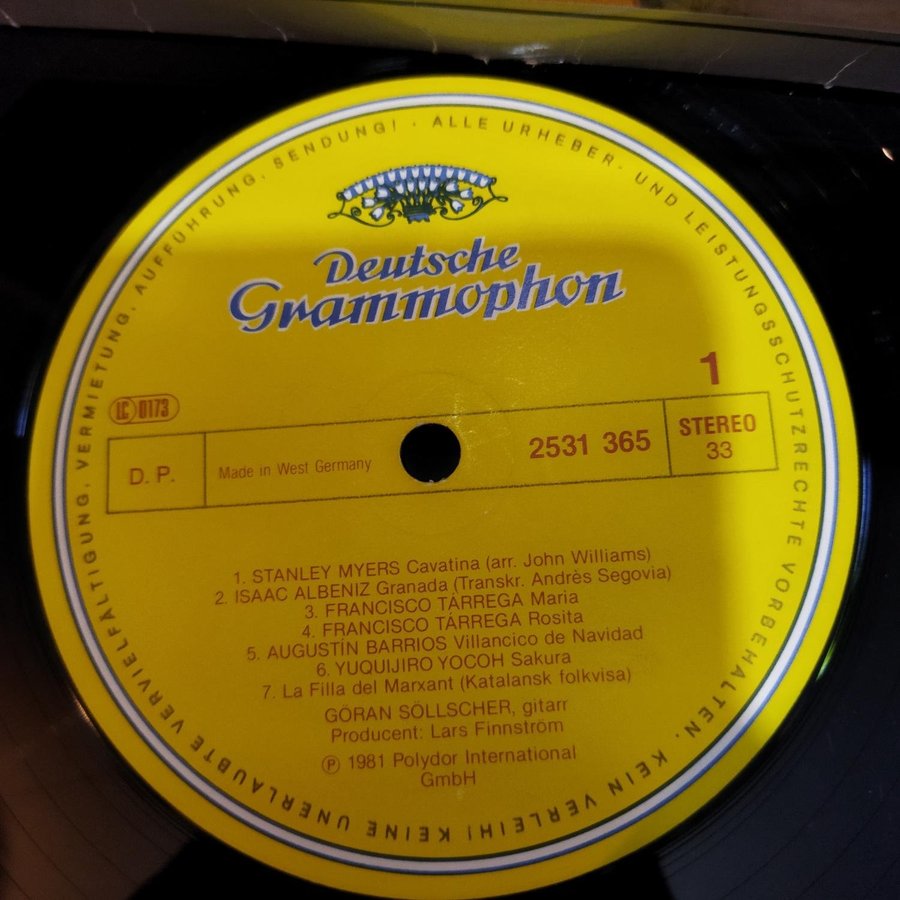 ALLE URHEBER- UND LEISTUNGSSCHUTZRECHTE VORBEHALTEN. KEIN VERLEIH! KEINE UNERLAUBTE VERVIELFÄLTIGUNG, VERMIETUNG, AUFFÜHRUNG, SENDUNG! ·
Deutsche
Grammophon
1
LC 0173
D. P.
Made in West Germany
2531 365
STEREO
33
1. STANLEY MYERS Cavatina (arr. John Williams)
2. ISAAC ALBENIZ Granada (Transkr. Andrès Segovia)
3. FRANCISCO TÁRREGA Maria
4. FRANCISCO TÁRREGA Rosita
5. AUGUSTIN BARRIOS Villancico de Navidad
6. YUQUIJIRO YOCOH Sakura
7. La Filla del Marxant (Katalansk folkvisa)
GÖRAN SÖLLSCHER, gitarr
Producent: Lars Finnström
℗ 1981 Polydor International
GmbH